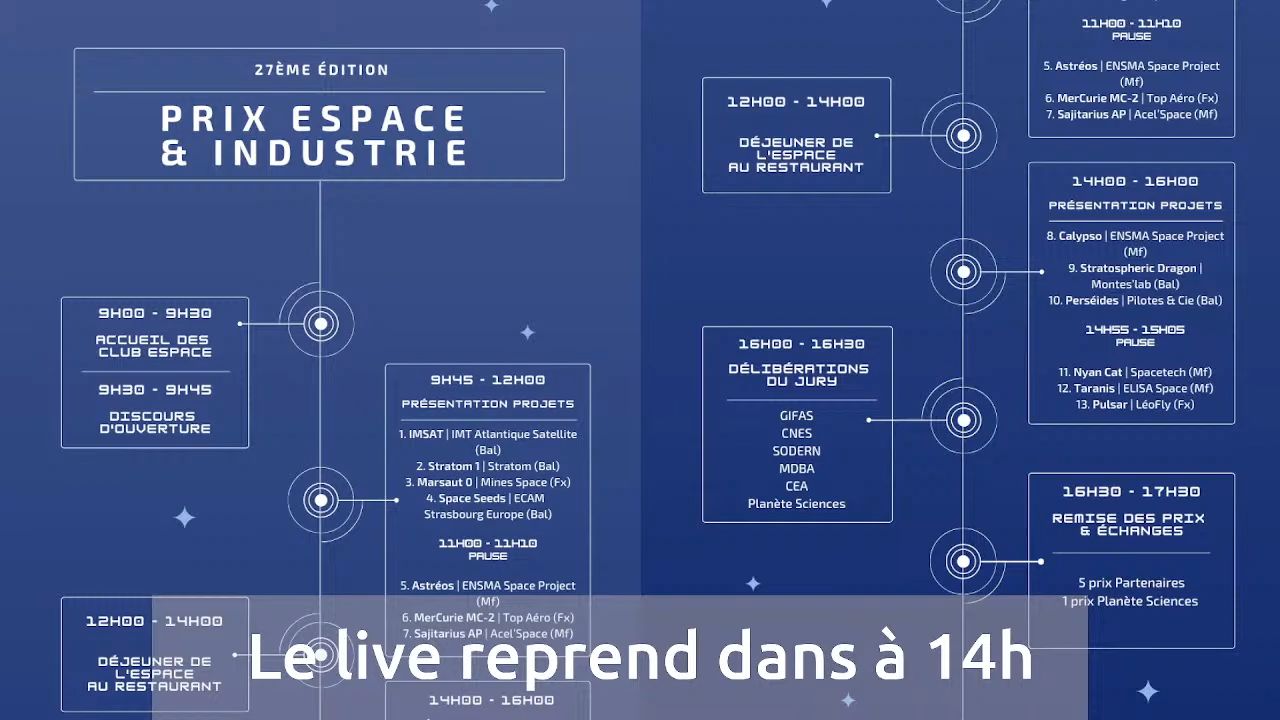 27ÈME ÉDITION
PRIX ESPACE
& INDUSTRIE
9H00 - 9H30
ACCUEIL DES
CLUB ESPACE
9H30 - 9H45
DISCOURS
D'OUVERTURE
9H45 - 12H00
PRÉSENTATION PROJETS
1. IMSAT | IMT Atlantique Satellite
(Bal)
2. Stratom 1 | Stratom (Bal)
3. Marsaut 0 | Mines Space (Fx)
4. Space Seeds | ECAM
Strasbourg Europe (Bal)
11H00 - 11H10
PAUSE
5. Astréos | ENSMA Space Project
(Mf)
6. MerCurie MC-2 | Top Aéro (Fx)
7. Sajitarius AP | Acel'Space (Mf)
12H00 - 14H00
DÉJEUNER DE
L'ESPACE
AU RESTAURANT
14H00 - 16H00
11H00 - 11H10
PAUSE
5. Astréos | ENSMA Space Project
(Mf)
6. MerCurie MC-2 | Top Aéro (Fx)
7. Sajitarius AP | Acel'Space (Mf)
12H00 - 14H00
DÉJEUNER DE
L'ESPACE
AU RESTAURANT
14H00 - 16H00
PRÉSENTATION PROJETS
8. Calypso | ENSMA Space Project
(Mf)
9. Stratospheric Dragon |
Montes'lab (Bal)
10. Perséides | Pilotes & Cie (Bal)
14H55 - 15H05
PAUSE
11. Nyan Cat | Spacetech (Mf)
12. Taranis | ELISA Space (Mf)
13. Pulsar | LéoFly (Fx)
16H00 - 16H30
DÉLIBÉRATIONS
DU JURY
GIFAS
CNES
SODERN
MDBA
CEA
Planète Sciences
16H30 - 17H30
REMISE DES PRIX
& ÉCHANGES
5 prix Partenaires
1 prix Planète Sciences
Le live reprend dans à 14h